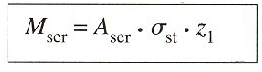 M_scr = A_scr · σ_st · z_1